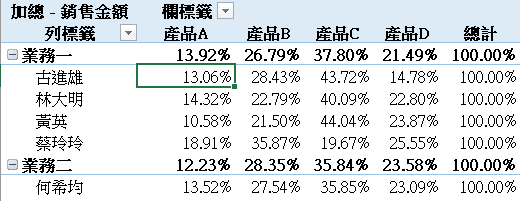 加總 - 銷售金額 欄標籤
列標籤 產品A 產品B 產品C 產品D 總計
業務一 13.92% 26.79% 37.80% 21.49% 100.00%
古進雄 13.06% 28.43% 43.72% 14.78% 100.00%
林大明 14.32% 22.79% 40.09% 22.80% 100.00%
黃英 10.58% 21.50% 44.04% 23.87% 100.00%
蔡玲玲 18.91% 35.87% 19.67% 25.55% 100.00%
業務二 12.23% 28.35% 35.84% 23.58% 100.00%
何希均 13.52% 27.54% 35.85% 23.09% 100.00%